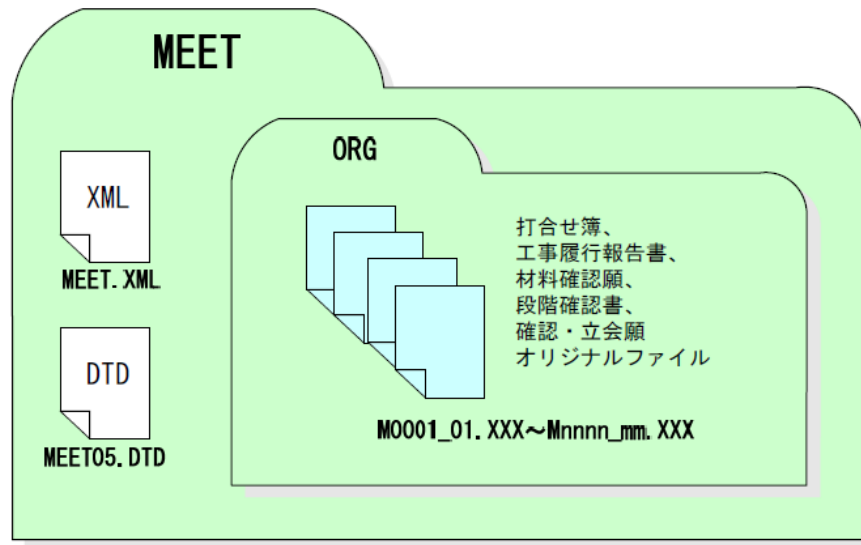 MEET
XML
MEET.XML
DTD
MEET05.DTD
ORG
打合せ簿、
工事履行報告書、
材料確認願、
段階確認書、
確認・立会願
オリジナルファイル
M0001_01.XXX～Mnnnn_mm.XXX